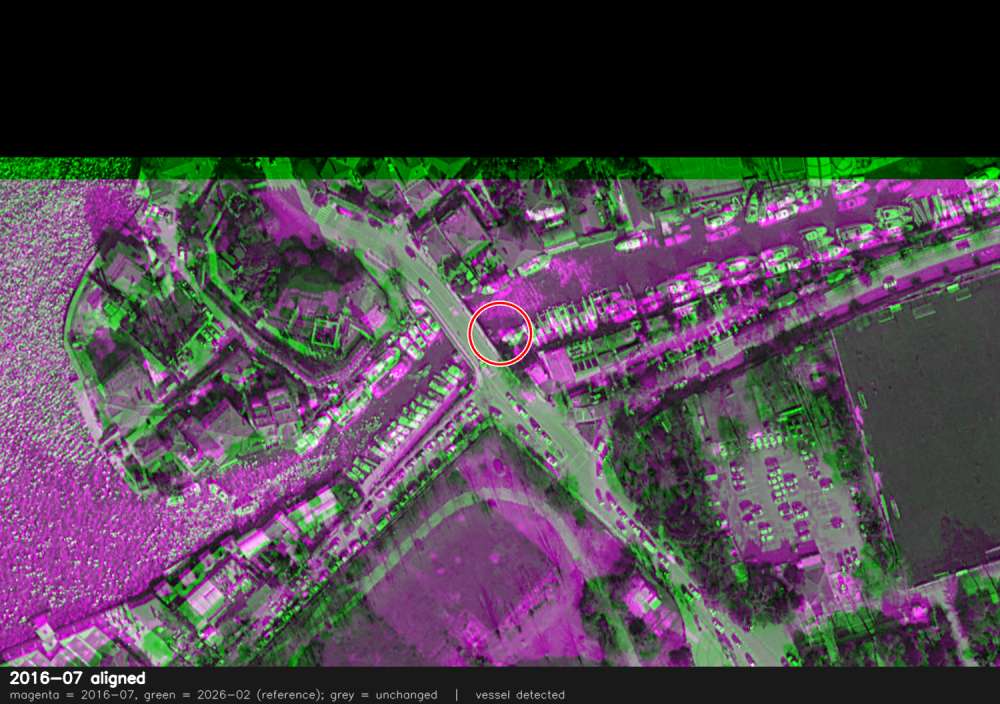 2016-07 aligned
magenta = 2016-07, green = 2026-02 (reference); grey = unchanged | vessel detected